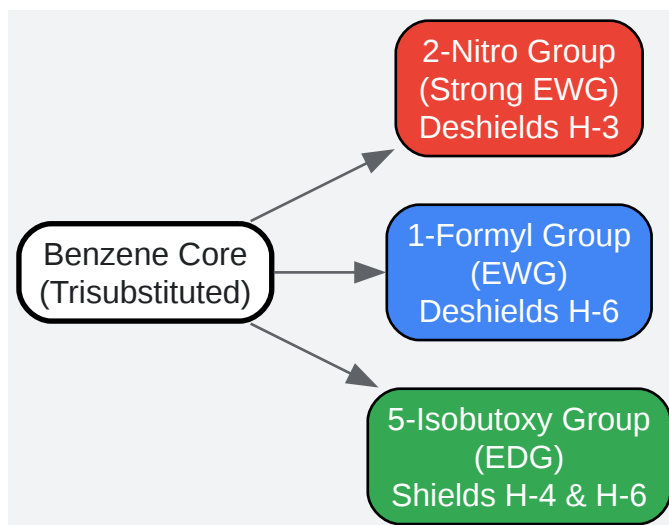 2-Nitro Group
(Strong EWG)
Deshields H-3
Benzene Core
(Trisubstituted)
1-Formyl Group
(EWG)
Deshields H-6
5-Isobutoxy Group
(EDG)
Shields H-4 & H-6